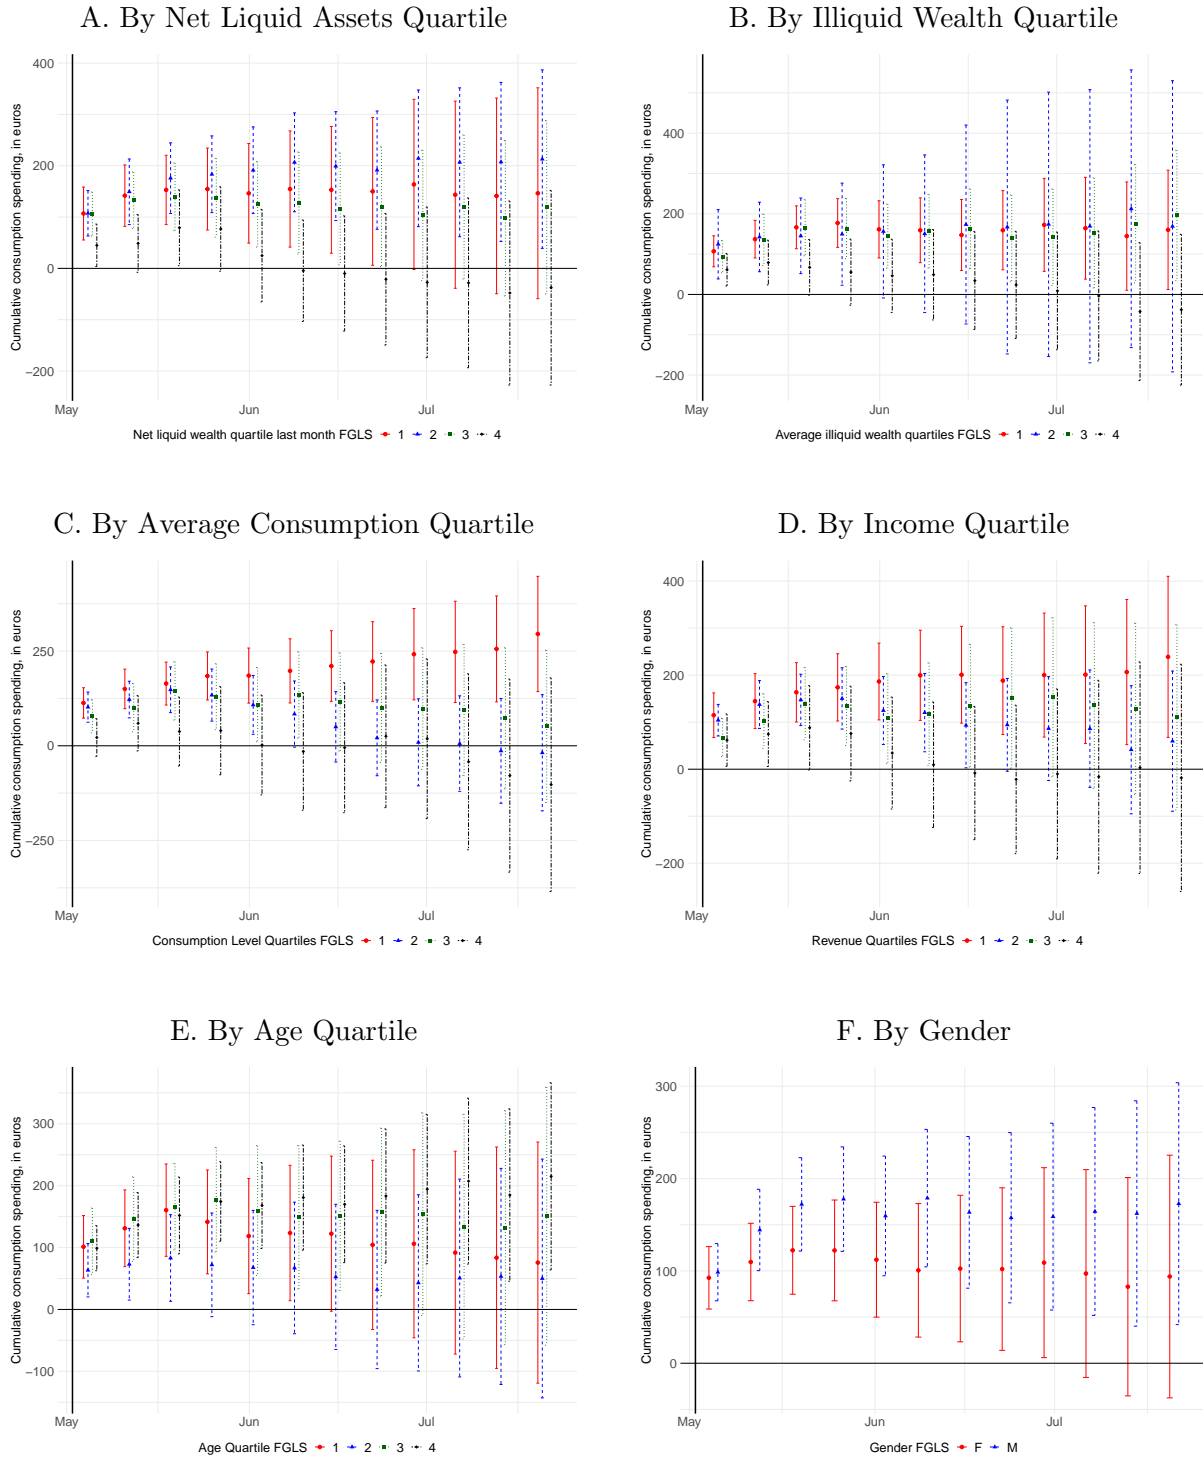 A. By Net Liquid Assets Quartile
Cumulative consumption spending, in euros
400
200
0
−200
May
Jun
Jul
Net liquid wealth quartile last month FGLS 1 2 3 4
B. By Illiquid Wealth Quartile
Cumulative consumption spending, in euros
400
200
0
−200
May
Jun
Jul
Average illiquid wealth quartiles FGLS 1 2 3 4
C. By Average Consumption Quartile
Cumulative consumption spending, in euros
250
0
−250
May
Jun
Jul
Consumption Level Quartiles FGLS 1 2 3 4
D. By Income Quartile
Cumulative consumption spending, in euros
400
200
0
−200
May
Jun
Jul
Revenue Quartiles FGLS 1 2 3 4
E. By Age Quartile
Cumulative consumption spending, in euros
300
200
100
0
−100
May
Jun
Jul
Age Quartile FGLS 1 2 3 4
F. By Gender
Cumulative consumption spending, in euros
300
200
100
0
May
Jun
Jul
Gender FGLS F M